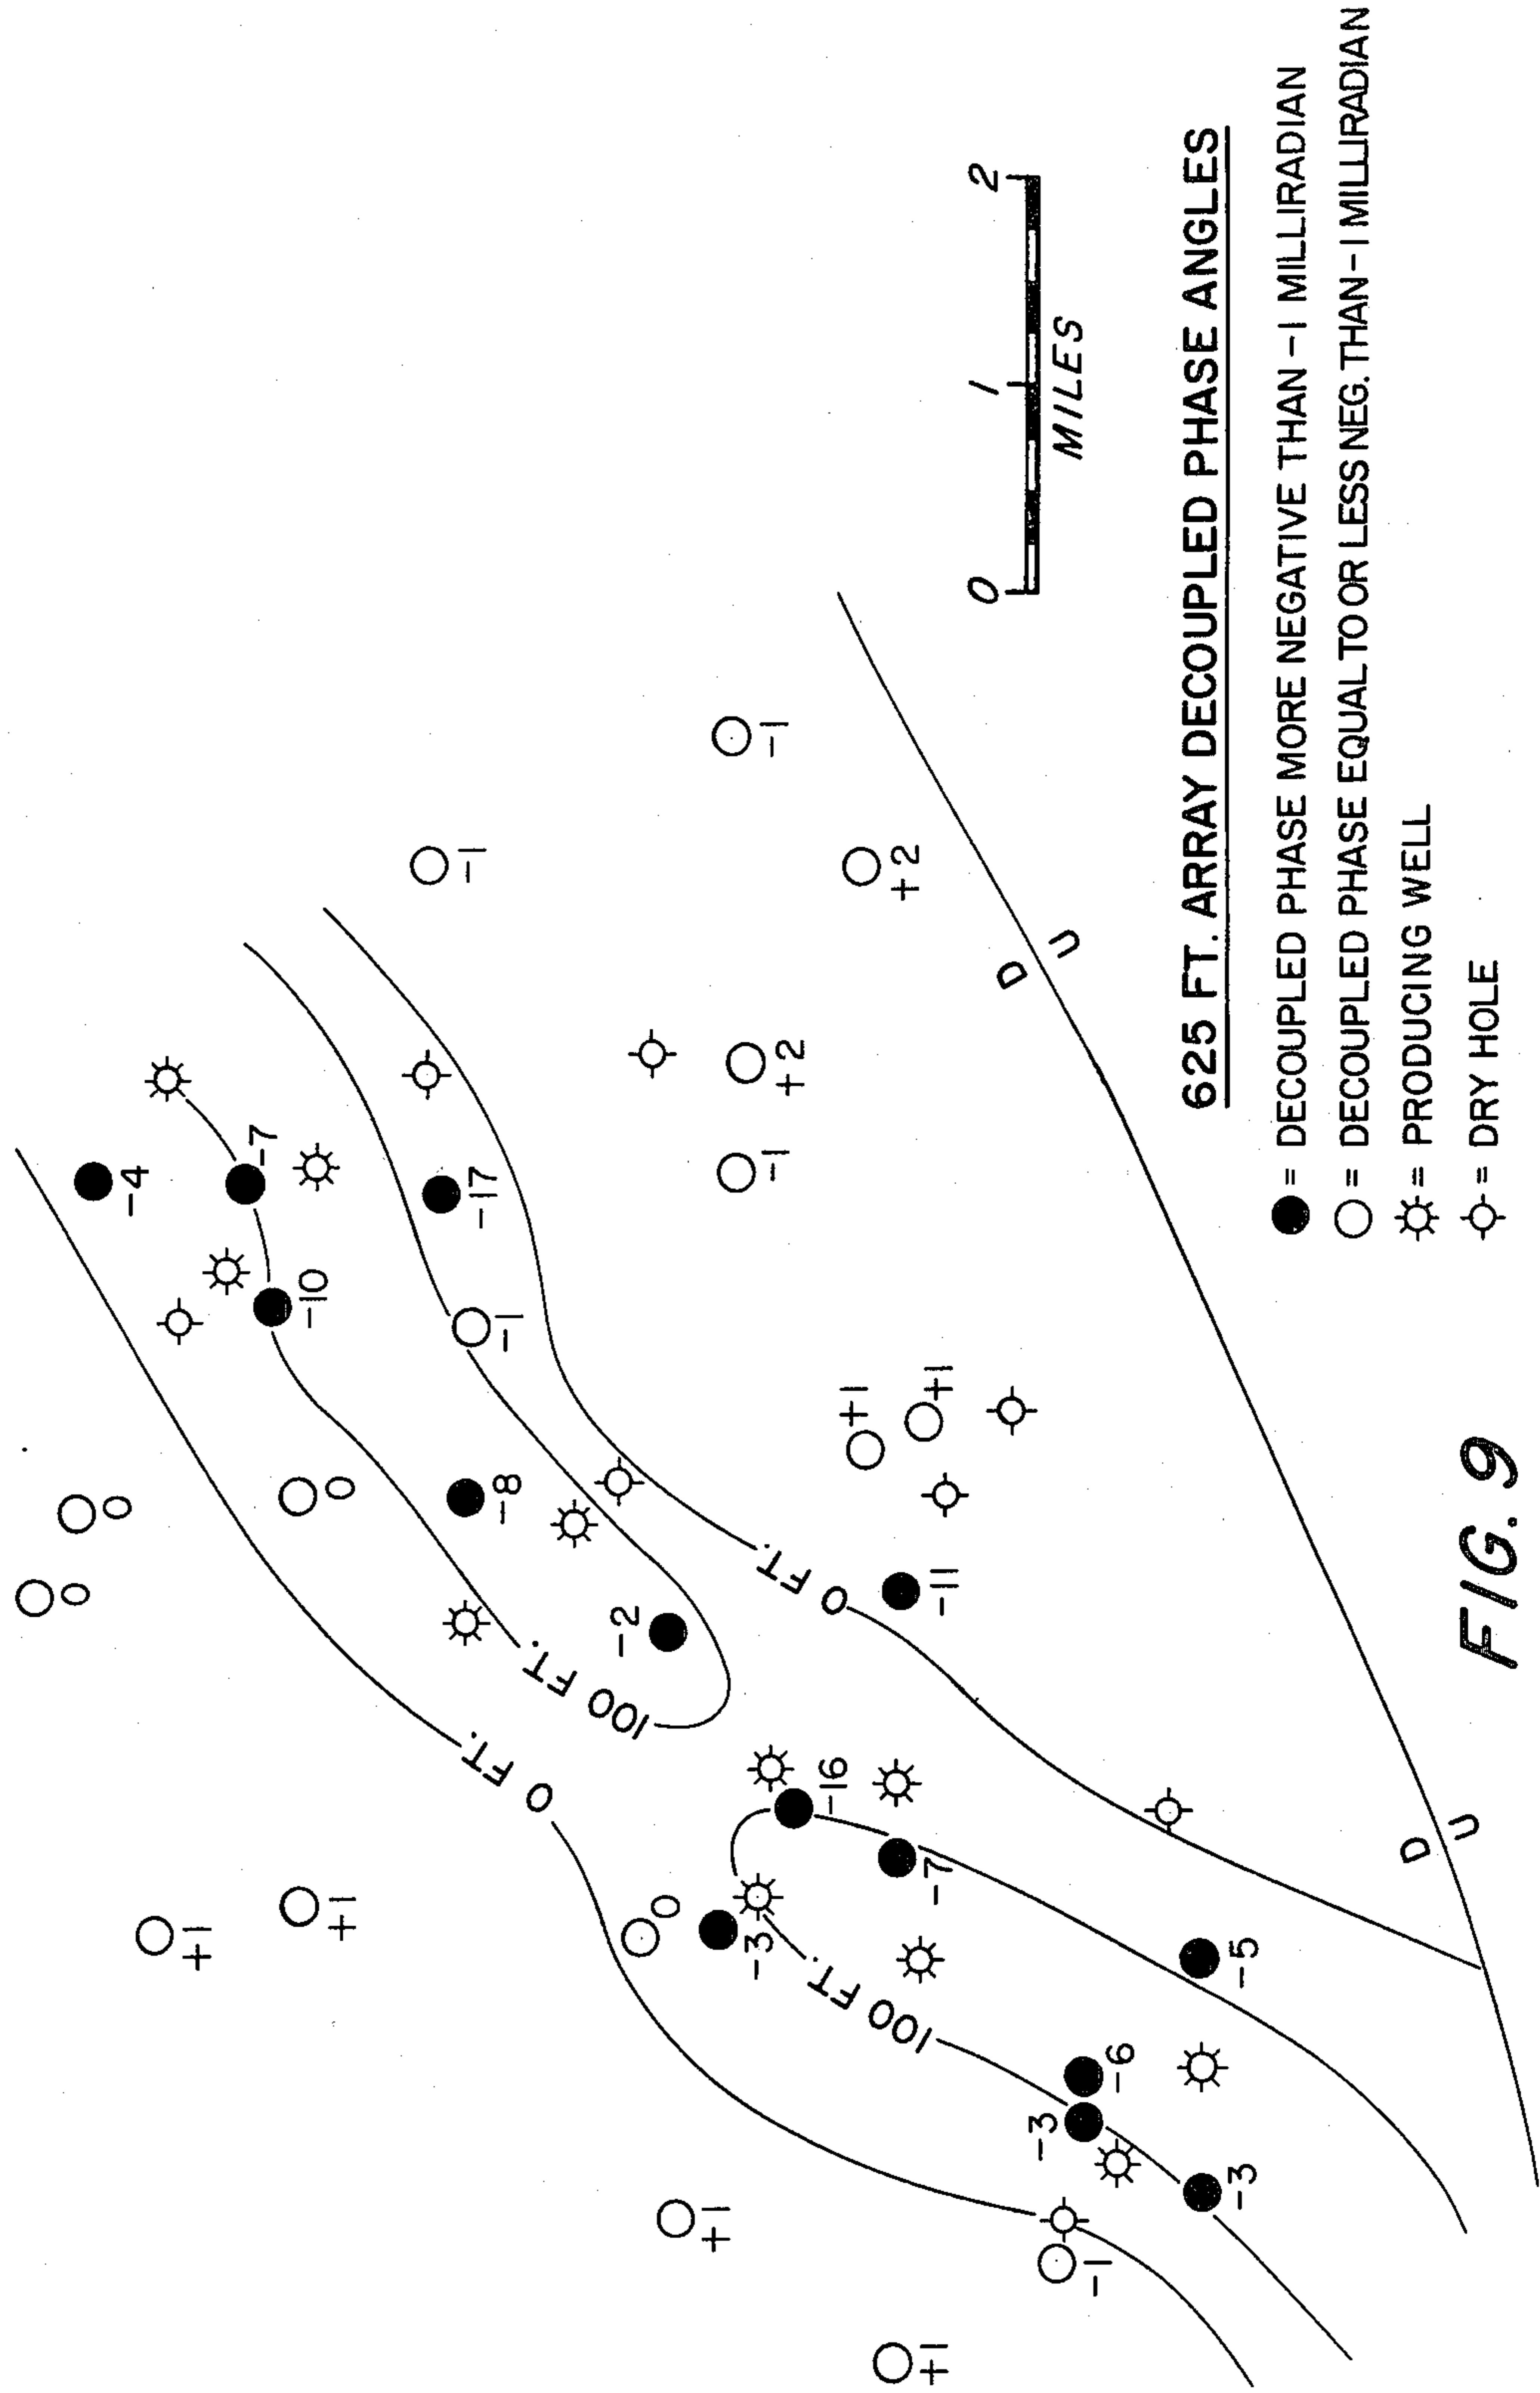 0
0
-4
+1
-7
-10
0
+1
-1
-17
0 FT.
-8
-1
100 FT.
-2
0
+1
-3
-1
-1
+2
0 FT.
-16
+1
100 FT.
+2
+1
-7
+1
-11
0 1 2
MILES
D
U
-3
-1
-6
-3
-5
D
U
625 FT. ARRAY DECOUPLED PHASE ANGLES
= DECOUPLED PHASE MORE NEGATIVE THAN -1 MILLIRADIAN
= DECOUPLED PHASE EQUAL TO OR LESS NEG. THAN -1 MILLIRADIAN
= PRODUCING WELL
= DRY HOLE
FIG. 9